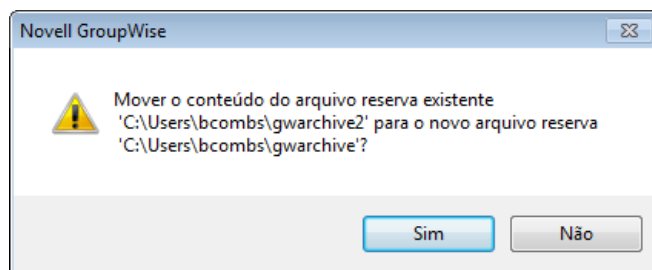 Novell GroupWise
Mover o conteúdo do arquivo reserva existente
'C:\Users\bcombs\gwarchive2' para o novo arquivo reserva
'C:\Users\bcombs\gwarchive'?
Sim
Não